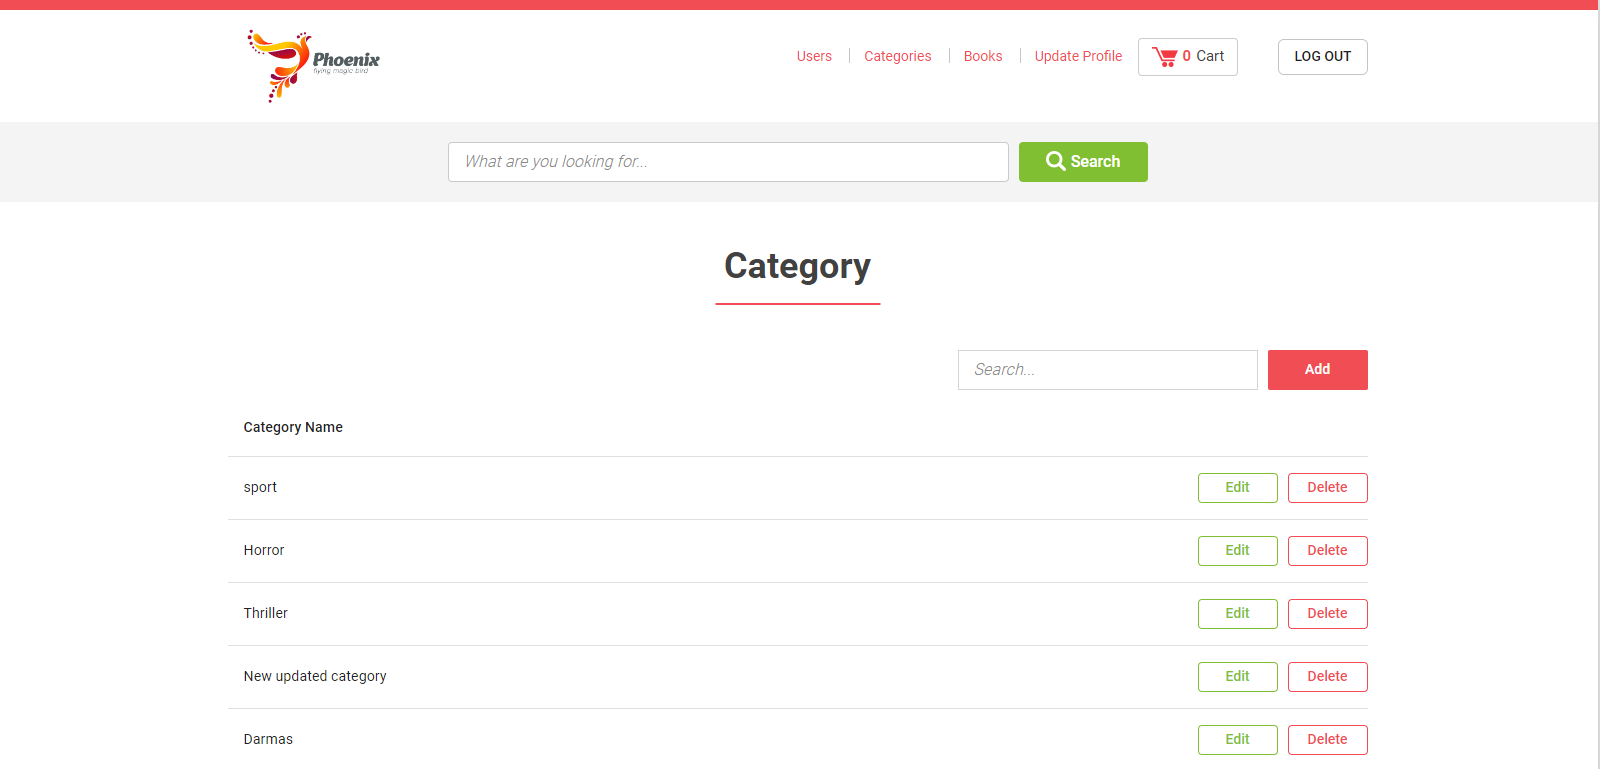 Phoenix
flying magic bird
Users
Categories
Books
Update Profile
0 Cart
LOG OUT
What are you looking for...
Search
Category
Search...
Add
Category Name
sport
Edit
Delete
Horror
Edit
Delete
Thriller
Edit
Delete
New updated category
Edit
Delete
Darmas
Edit
Delete